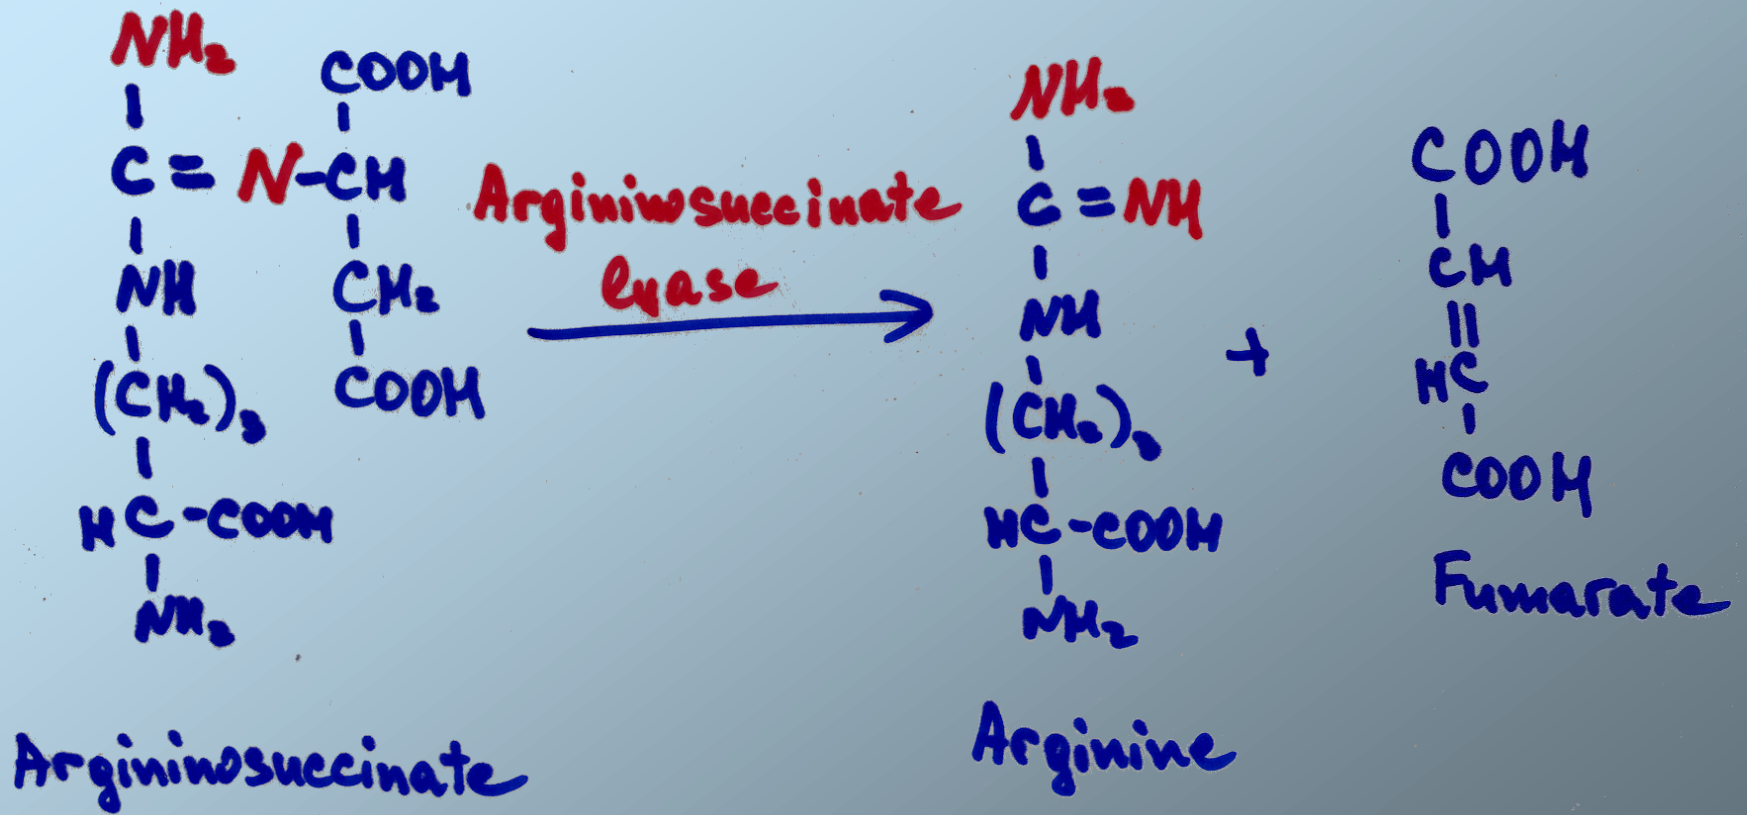 NH₂
COOH
C = N - CH
NH
CH₂
(CH₂)₃
COOH
HC - COOH
NH₂
Argininosuccinate
Argininosuccinate
lyase
NH₂
C = NH
NH
(CH₂)₃
HC - COOH
NH₂
Arginine
+
COOH
CH
||
HC
COOH
Fumarate